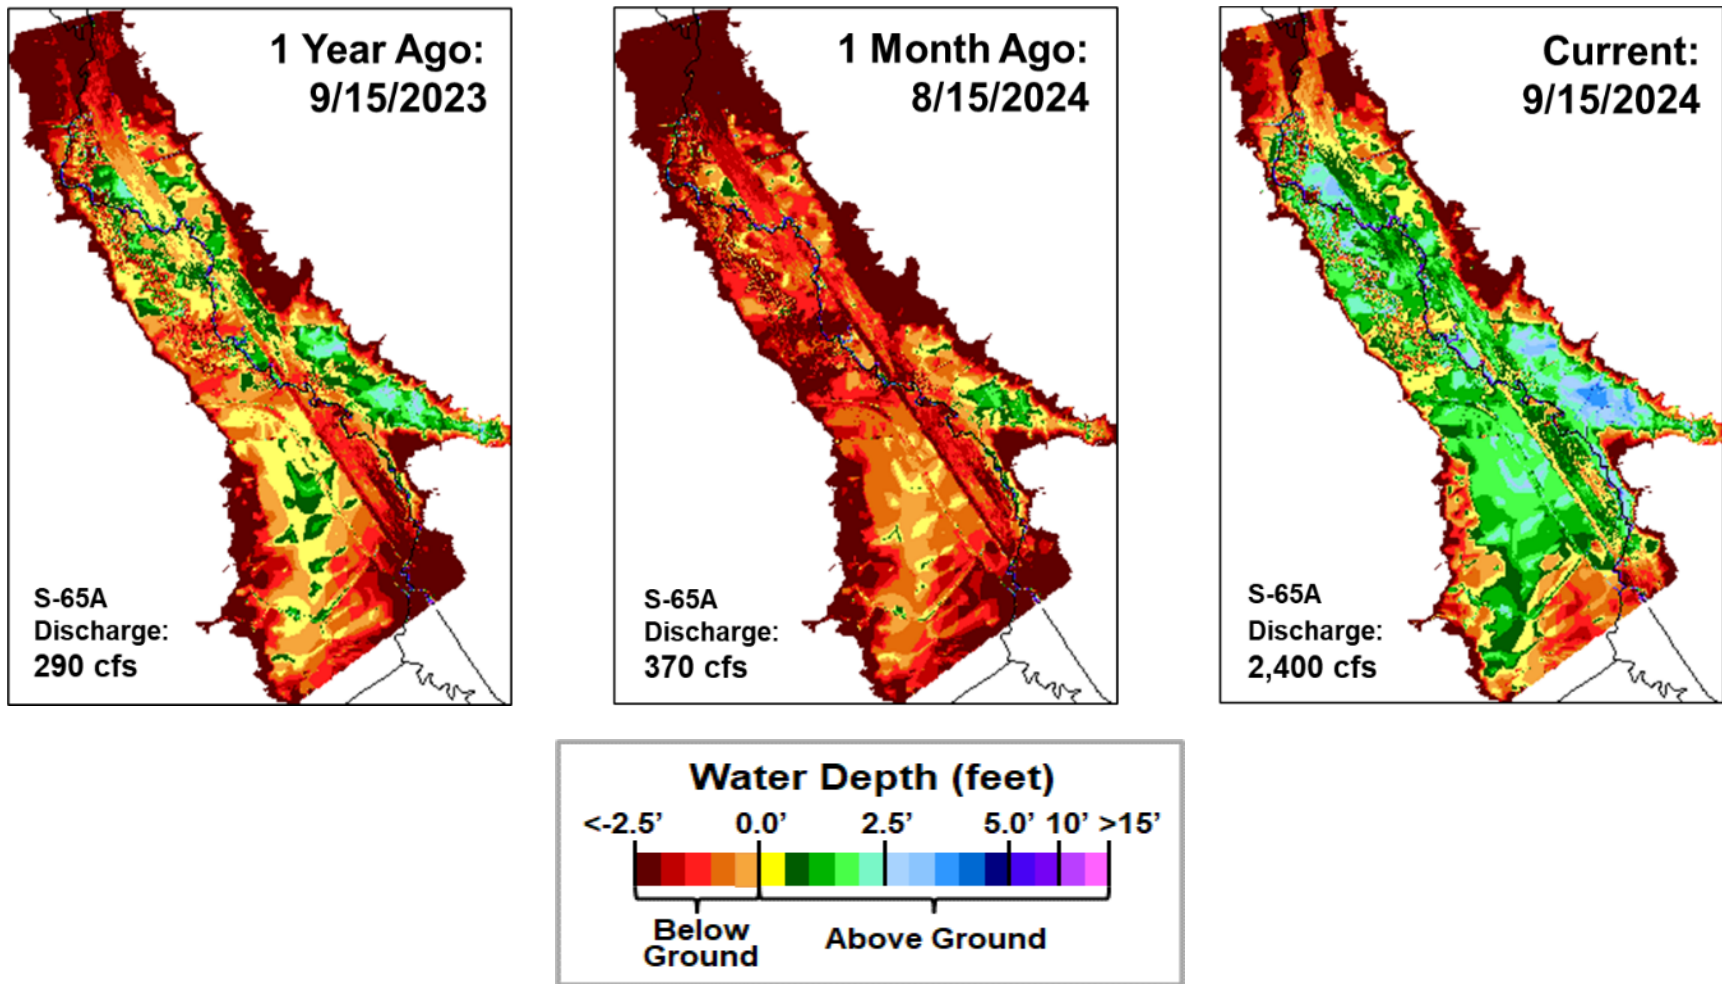 1 Year Ago:
9/15/2023
S-65A
Discharge:
290 cfs
1 Month Ago:
8/15/2024
S-65A
Discharge:
370 cfs
Current:
9/15/2024
S-65A
Discharge:
2,400 cfs
Water Depth (feet)
<-2.5' 0.0' 2.5' 5.0' 10' >15'
Below
Ground
Above Ground